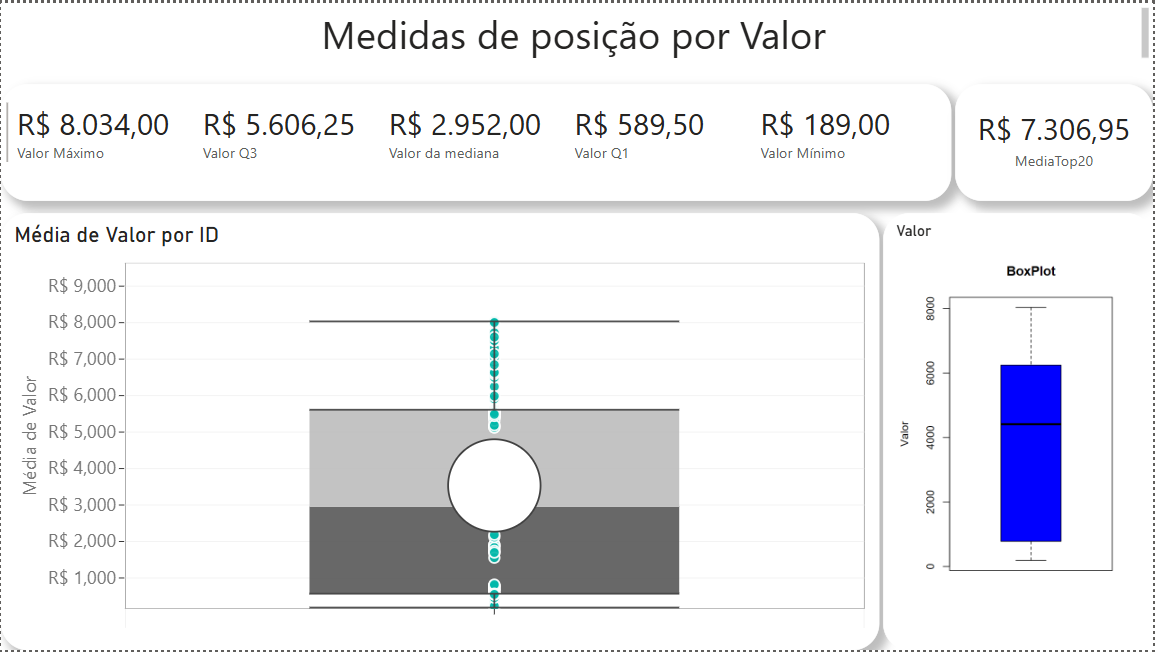 Medidas de posição por Valor
R$ 8.034,00
Valor Máximo
R$ 5.606,25
Valor Q3
R$ 2.952,00
Valor da mediana
R$ 589,50
Valor Q1
R$ 189,00
Valor Mínimo
R$ 7.306,95
MediaTop20
Média de Valor por ID
Média de Valor
R$ 9,000
R$ 8,000
R$ 7,000
R$ 6,000
R$ 5,000
R$ 4,000
R$ 3,000
R$ 2,000
R$ 1,000
Valor
BoxPlot
Valor
8000
6000
4000
2000
0